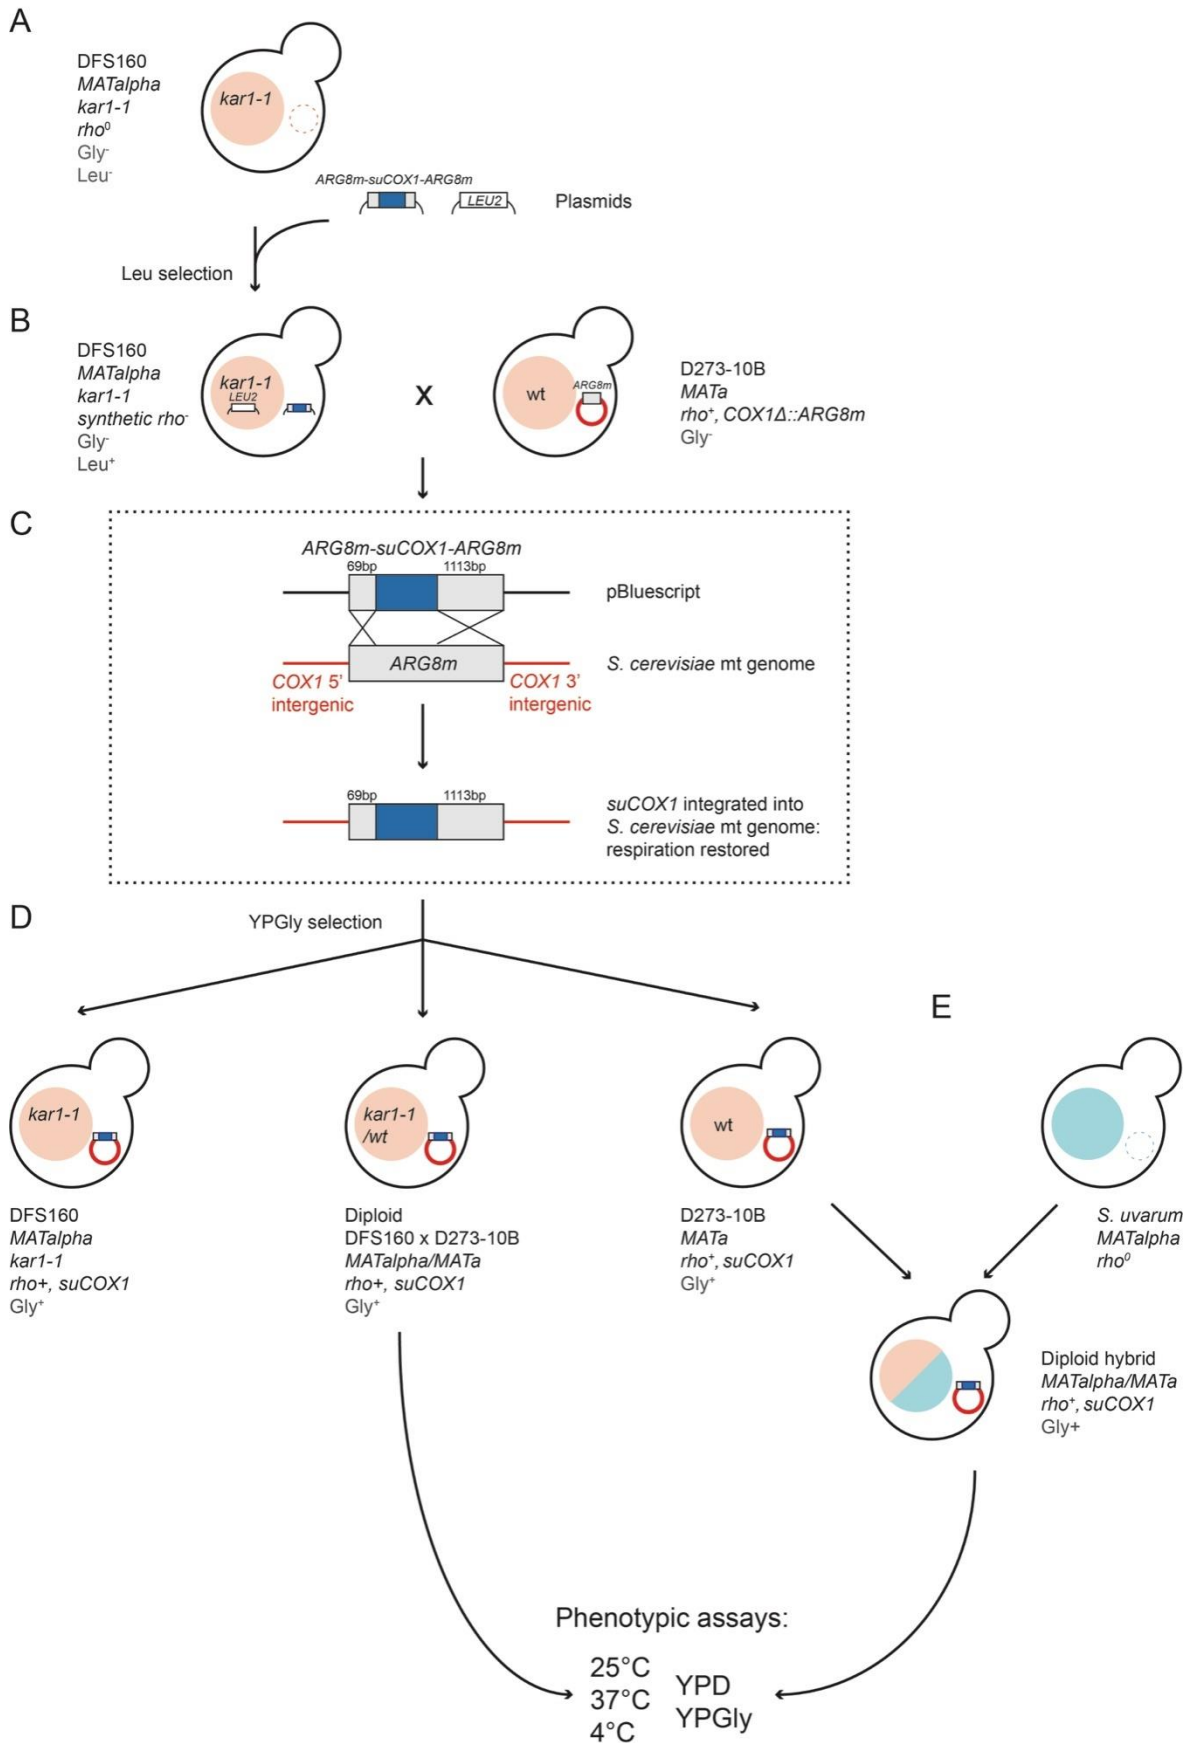 A
DFS160
MATalpha
kar1-1
rho⁰
Gly⁻
Leu⁻
kar1-1
ARG8m-suCOX1-ARG8m
LEU2
Plasmids
Leu selection
B
DFS160
MATalpha
kar1-1
synthetic rho⁻
Gly⁻
Leu⁺
kar1-1
LEU2
x
wt
ARG8m
D273-10B
MATa
rho⁺, COX1Δ::ARG8m
Gly⁻
C
ARG8m-suCOX1-ARG8m
69bp 1113bp
pBluescript
ARG8m
S. cerevisiae mt genome
COX1 5'
intergenic
COX1 3'
intergenic
69bp 1113bp
suCOX1 integrated into
S. cerevisiae mt genome:
respiration restored
D
YPGly selection
E
kar1-1
DFS160
MATalpha
kar1-1
rho+, suCOX1
Gly⁺
kar1-1
/wt
Diploid
DFS160 x D273-10B
MATalpha/MATa
rho+, suCOX1
Gly⁺
wt
D273-10B
MATa
rho⁺, suCOX1
Gly⁺
S. uvarum
MATalpha
rho⁰
Diploid hybrid
MATalpha/MATa
rho⁺, suCOX1
Gly+
Phenotypic assays:
25°C
37°C
4°C
YPD
YPGly